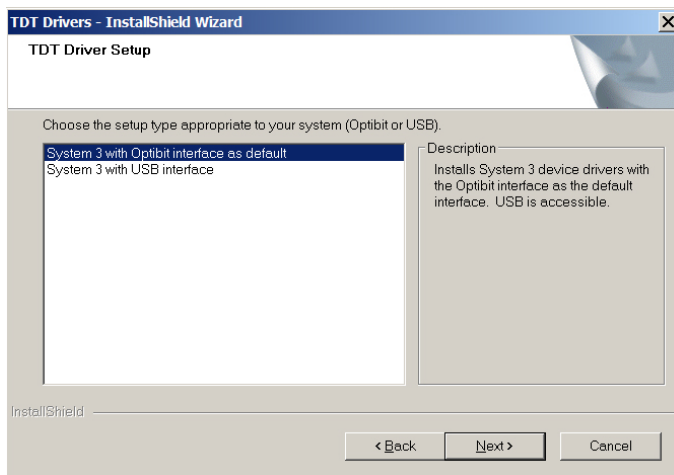 TDT Drivers - InstallShield Wizard
TDT Driver Setup
Choose the setup type appropriate to your system (Optibit or USB).
System 3 with Optibit interface as default
System 3 with USB interface
Description
Installs System 3 device drivers with
the Optibit interface as the default
interface. USB is accessible.
InstallShield
< Back
Next >
Cancel